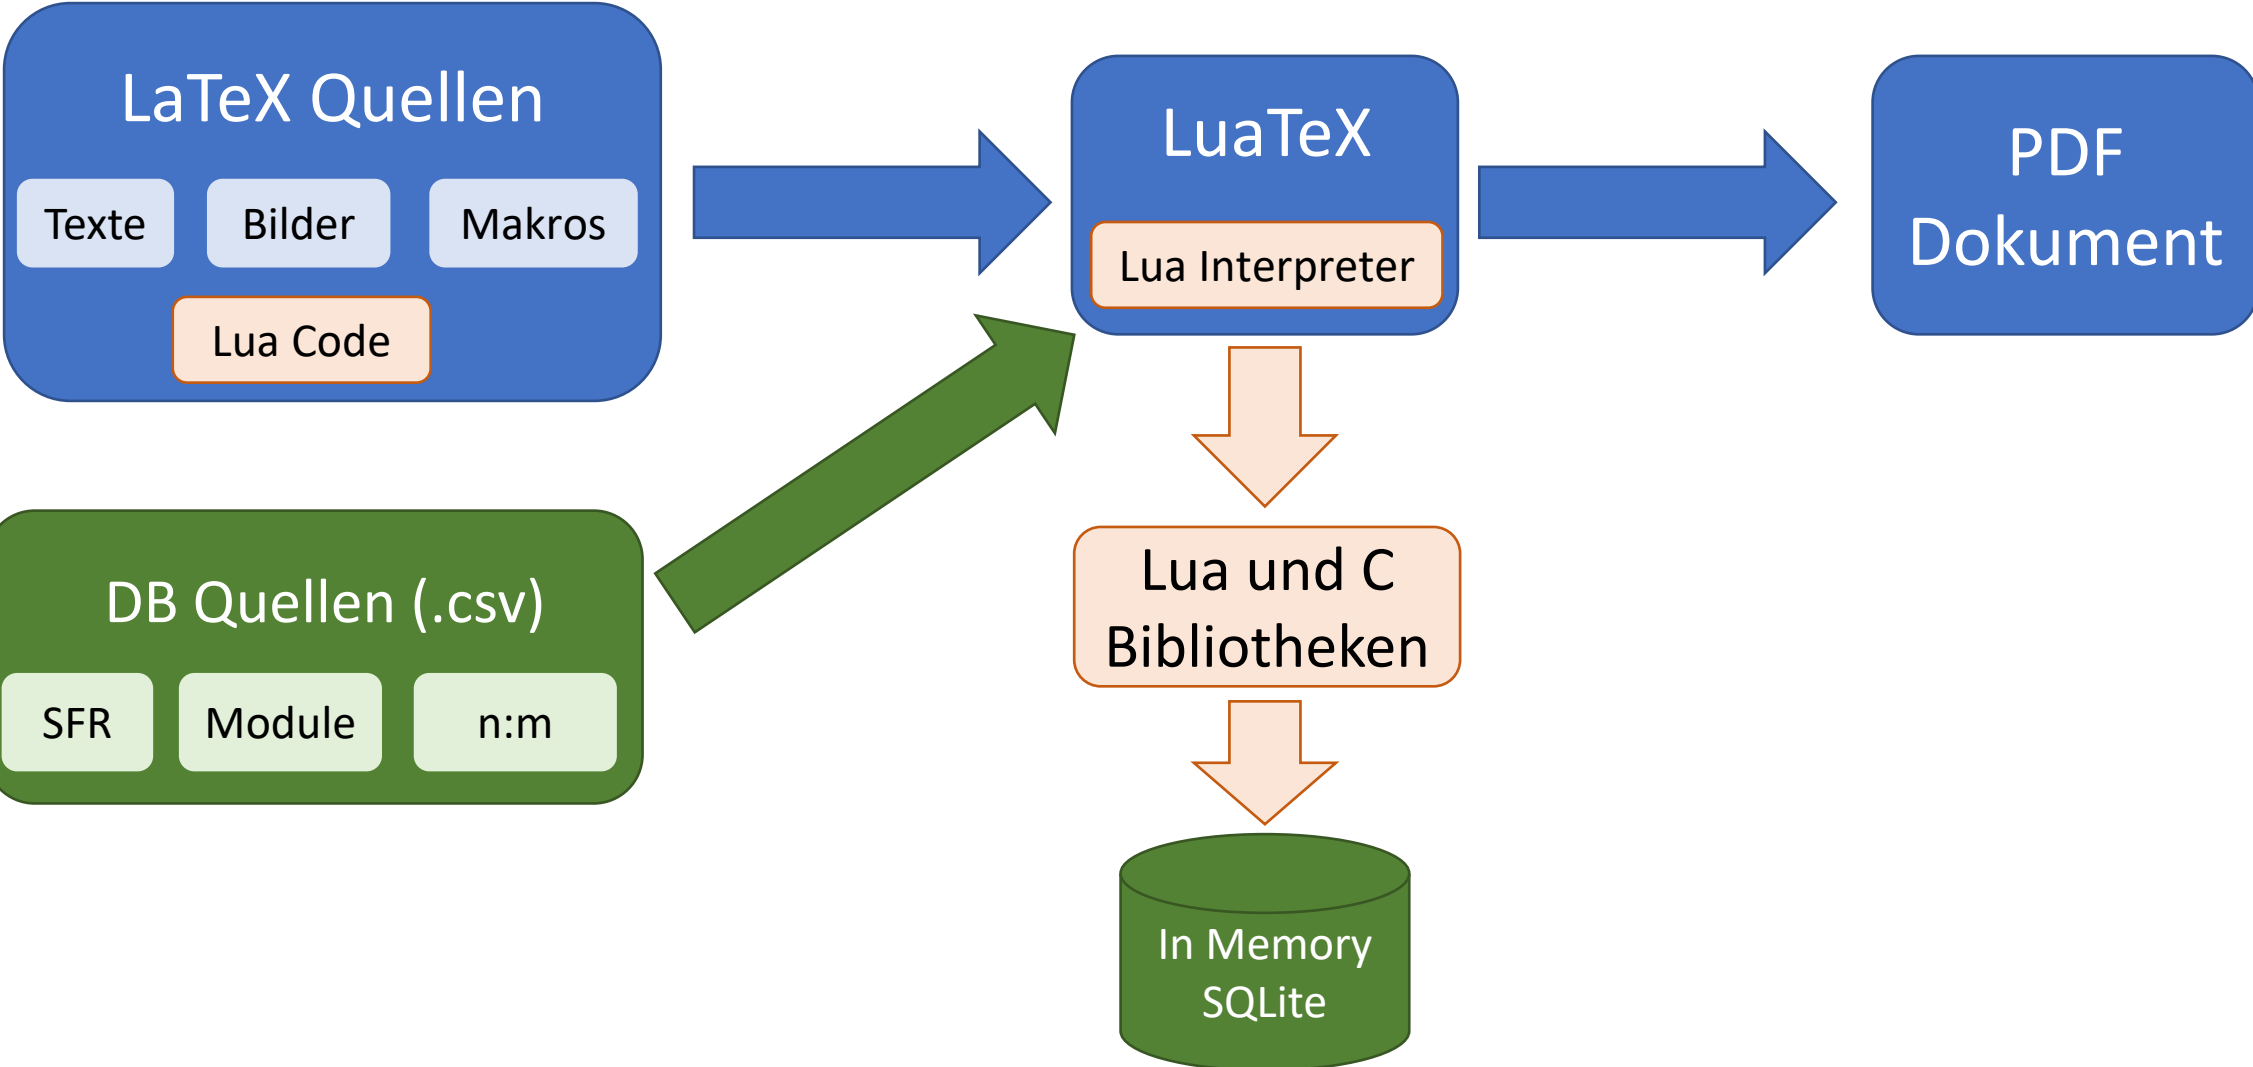 LaTeX Quellen
Texte
Bilder
Makros
Lua Code
LuaTeX
Lua Interpreter
PDF
Dokument
DB Quellen (.csv)
SFR
Module
n:m
Lua und C
Bibliotheken
In Memory
SQLite